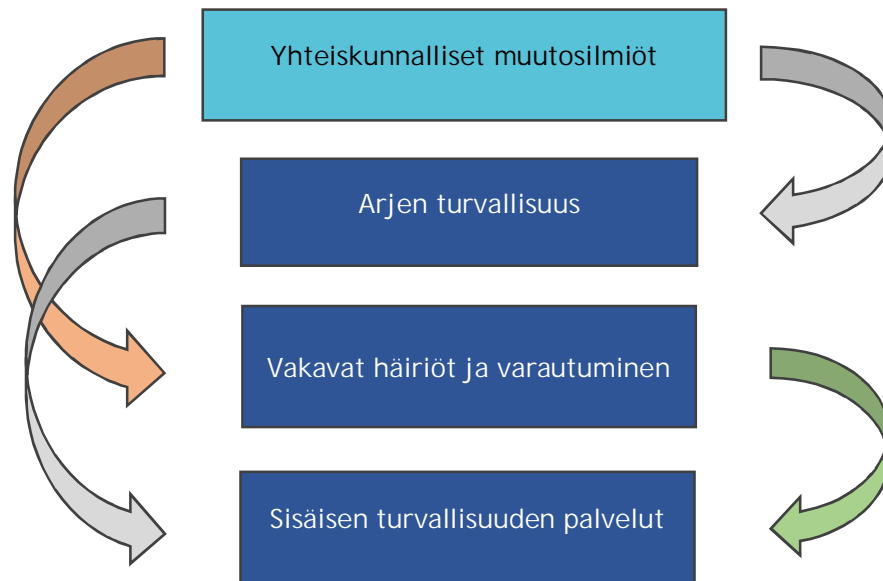 Yhteiskunnalliset muutosilmiöt
Arjen turvallisuus
Vakavat häiriöt ja varautuminen
Sisäisen turvallisuuden palvelut